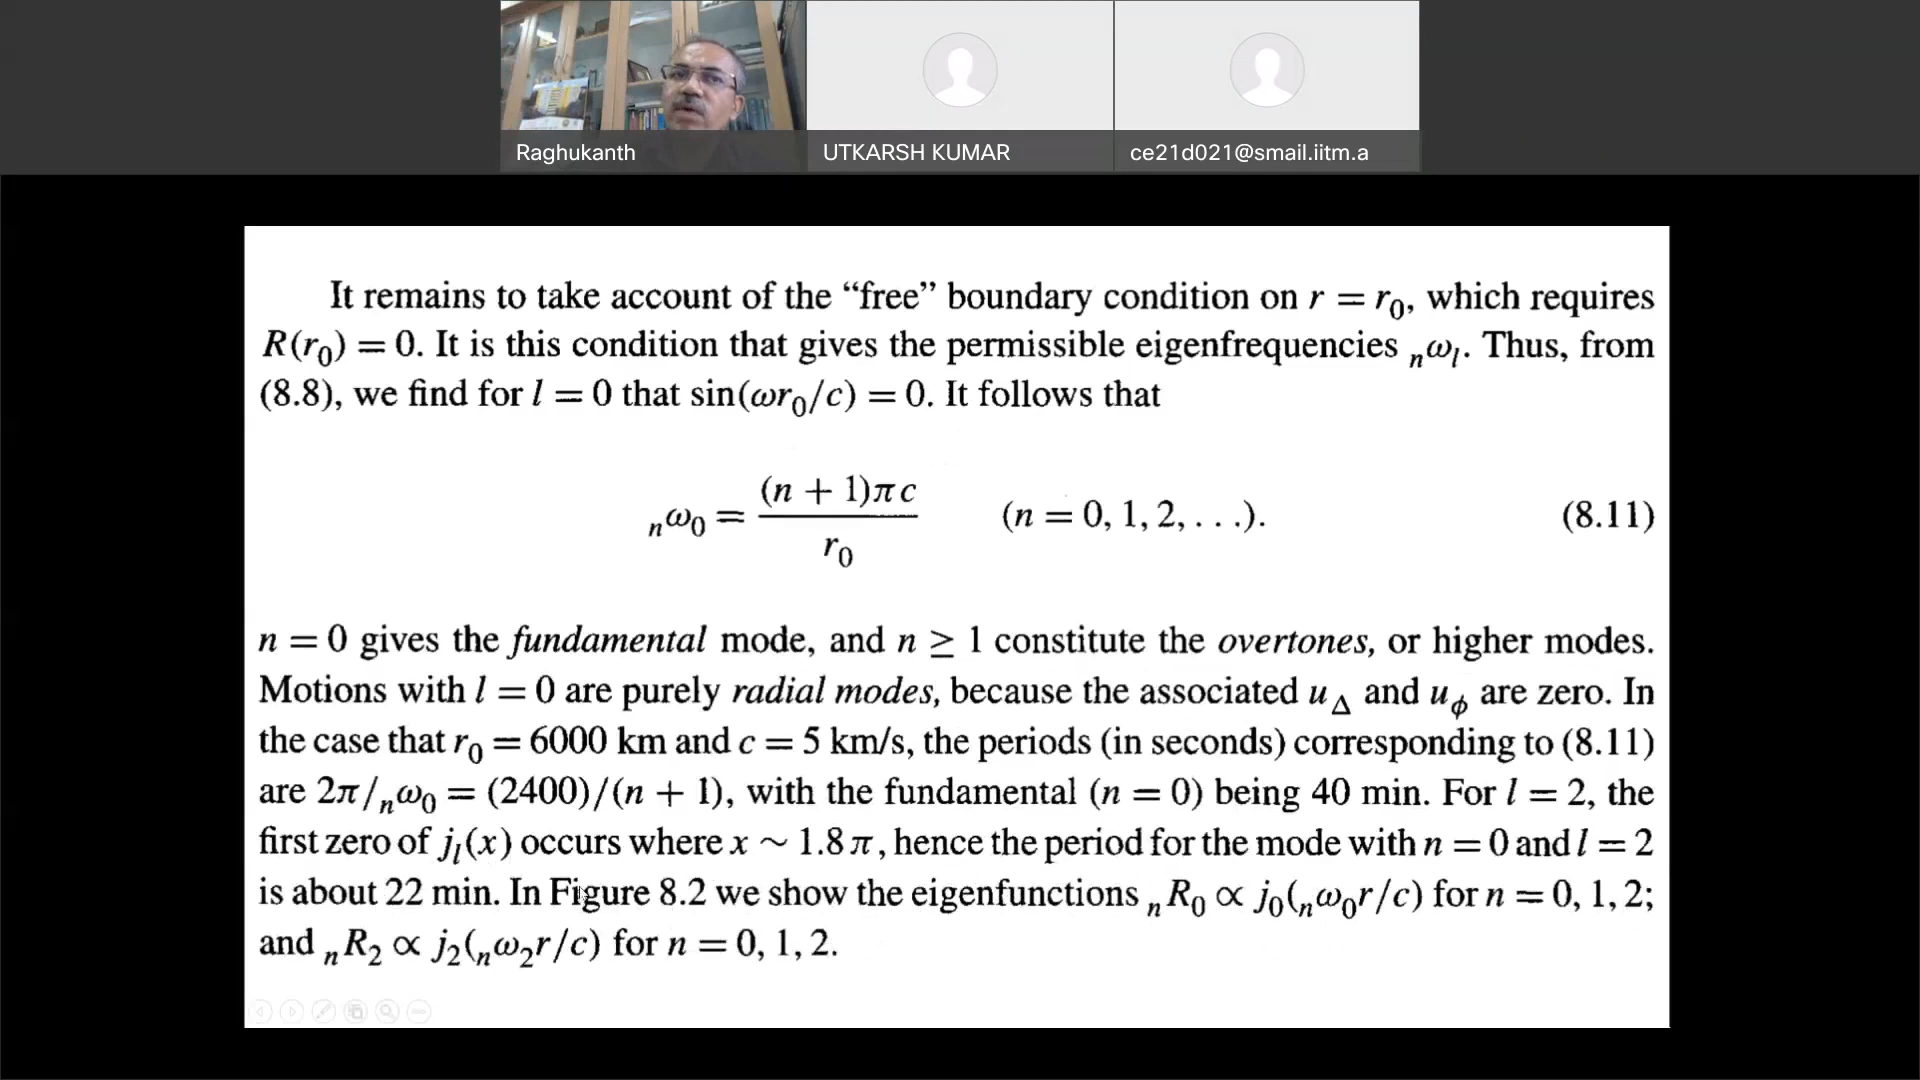 Raghukanth
UTKARSH KUMAR
ce21d021@smail.iitm.a
It remains to take account of the “free” boundary condition on r = r₀, which requires
R(r₀) = 0. It is this condition that gives the permissible eigenfrequencies ₙωₗ. Thus, from
(8.8), we find for l = 0 that sin(ωr₀/c) = 0. It follows that
ₙω₀ = (n + 1)πc / r₀ (n = 0, 1, 2, . . .). (8.11)
n = 0 gives the fundamental mode, and n ≥ 1 constitute the overtones, or higher modes.
Motions with l = 0 are purely radial modes, because the associated u_Δ and u_ϕ are zero. In
the case that r₀ = 6000 km and c = 5 km/s, the periods (in seconds) corresponding to (8.11)
are 2π/ₙω₀ = (2400)/(n + 1), with the fundamental (n = 0) being 40 min. For l = 2, the
first zero of jₗ(x) occurs where x ∼ 1.8π, hence the period for the mode with n = 0 and l = 2
is about 22 min. In Figure 8.2 we show the eigenfunctions ₙR₀ ∝ j₀(ₙω₀r/c) for n = 0, 1, 2;
and ₙR₂ ∝ j₂(ₙω₂r/c) for n = 0, 1, 2.